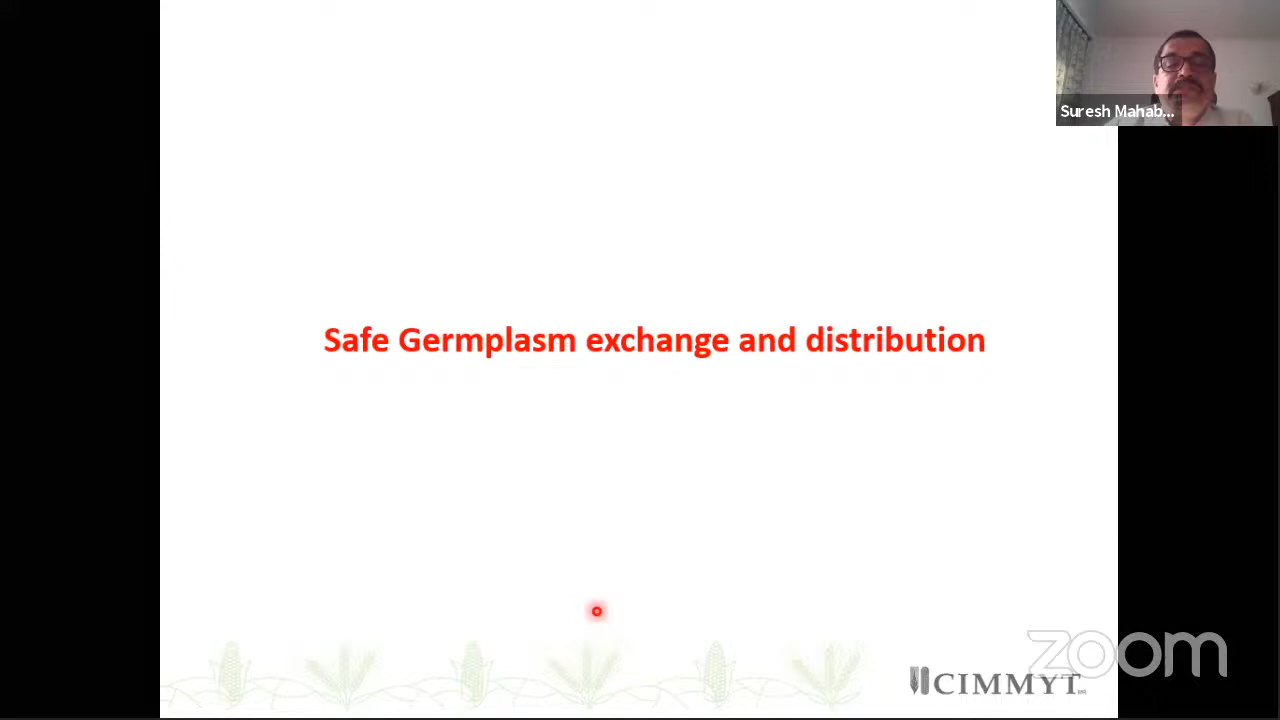 Suresh Mahab...
Safe Germplasm exchange and distribution
zoom
CIMMYT